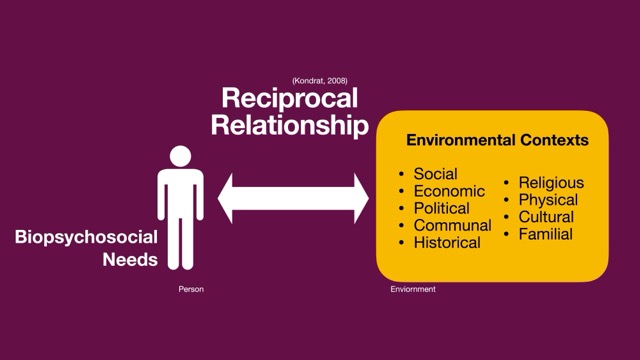 (Kondrat, 2008)
Reciprocal
Relationship
Biopsychosocial
Needs
Person
Environmental Contexts
• Social
• Economic
• Political
• Communal
• Historical
• Religious
• Physical
• Cultural
• Familial
Enviornment